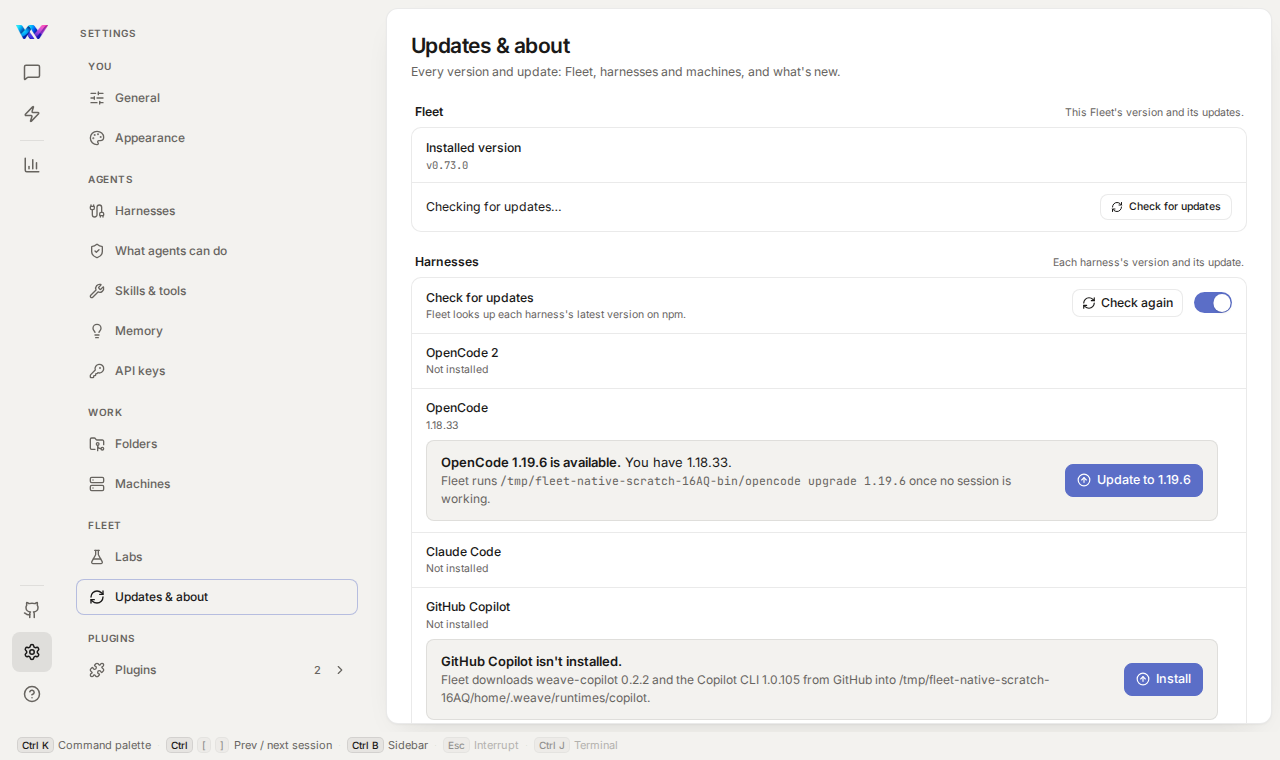 SETTINGS
YOU
General
Appearance
AGENTS
Harnesses
What agents can do
Skills & tools
Memory
API keys
WORK
Folders
Machines
FLEET
Labs
Updates & about
PLUGINS
Plugins 2
Updates & about
Every version and update: Fleet, harnesses and machines, and what's new.
Fleet This Fleet's version and its updates.
Installed version
v0.73.0
Checking for updates... Check for updates
Harnesses Each harness's version and its update.
Check for updates Check again
Fleet looks up each harness's latest version on npm.
OpenCode 2
Not installed
OpenCode
1.18.33
OpenCode 1.19.6 is available. You have 1.18.33.
Fleet runs /tmp/fleet-native-scratch-16AQ-bin/opencode upgrade 1.19.6 once no session is
working.
Update to 1.19.6
Claude Code
Not installed
GitHub Copilot
Not installed
GitHub Copilot isn't installed.
Fleet downloads weave-copilot 0.2.2 and the Copilot CLI 1.0.105 from GitHub into /tmp/fleet-native-scratch-
16AQ/home/.weave/runtimes/copilot.
Install
Ctrl K Command palette Ctrl [ ] Prev / next session Ctrl B Sidebar Esc Interrupt Ctrl J Terminal